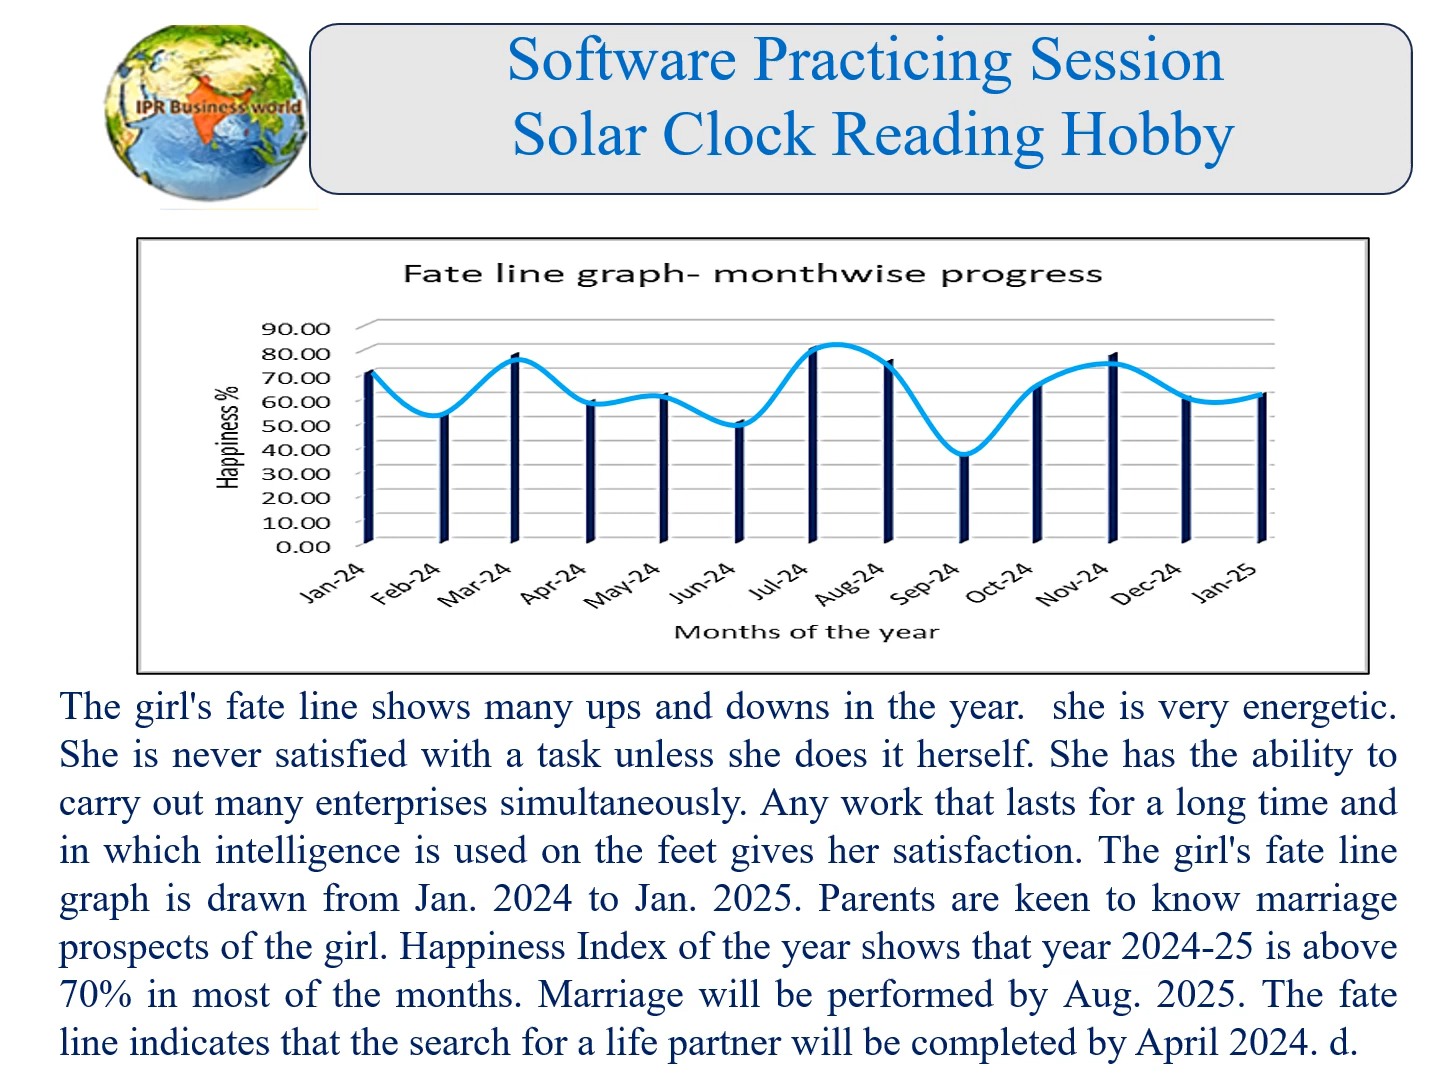 IPR Business world
Software Practicing Session
Solar Clock Reading Hobby
Fate line graph- monthwise progress
Happiness %
90.00
80.00
70.00
60.00
50.00
40.00
30.00
20.00
10.00
0.00
Jan-24
Feb-24
Mar-24
Apr-24
May-24
Jun-24
Jul-24
Aug-24
Sep-24
Oct-24
Nov-24
Dec-24
Jan-25
Months of the year
The girl's fate line shows many ups and downs in the year.  she is very energetic.
She is never satisfied with a task unless she does it herself. She has the ability to
carry out many enterprises simultaneously. Any work that lasts for a long time and
in which intelligence is used on the feet gives her satisfaction. The girl's fate line
graph is drawn from Jan. 2024 to Jan. 2025. Parents are keen to know marriage
prospects of the girl. Happiness Index of the year shows that year 2024-25 is above
70% in most of the months. Marriage will be performed by Aug. 2025. The fate
line indicates that the search for a life partner will be completed by April 2024. d.